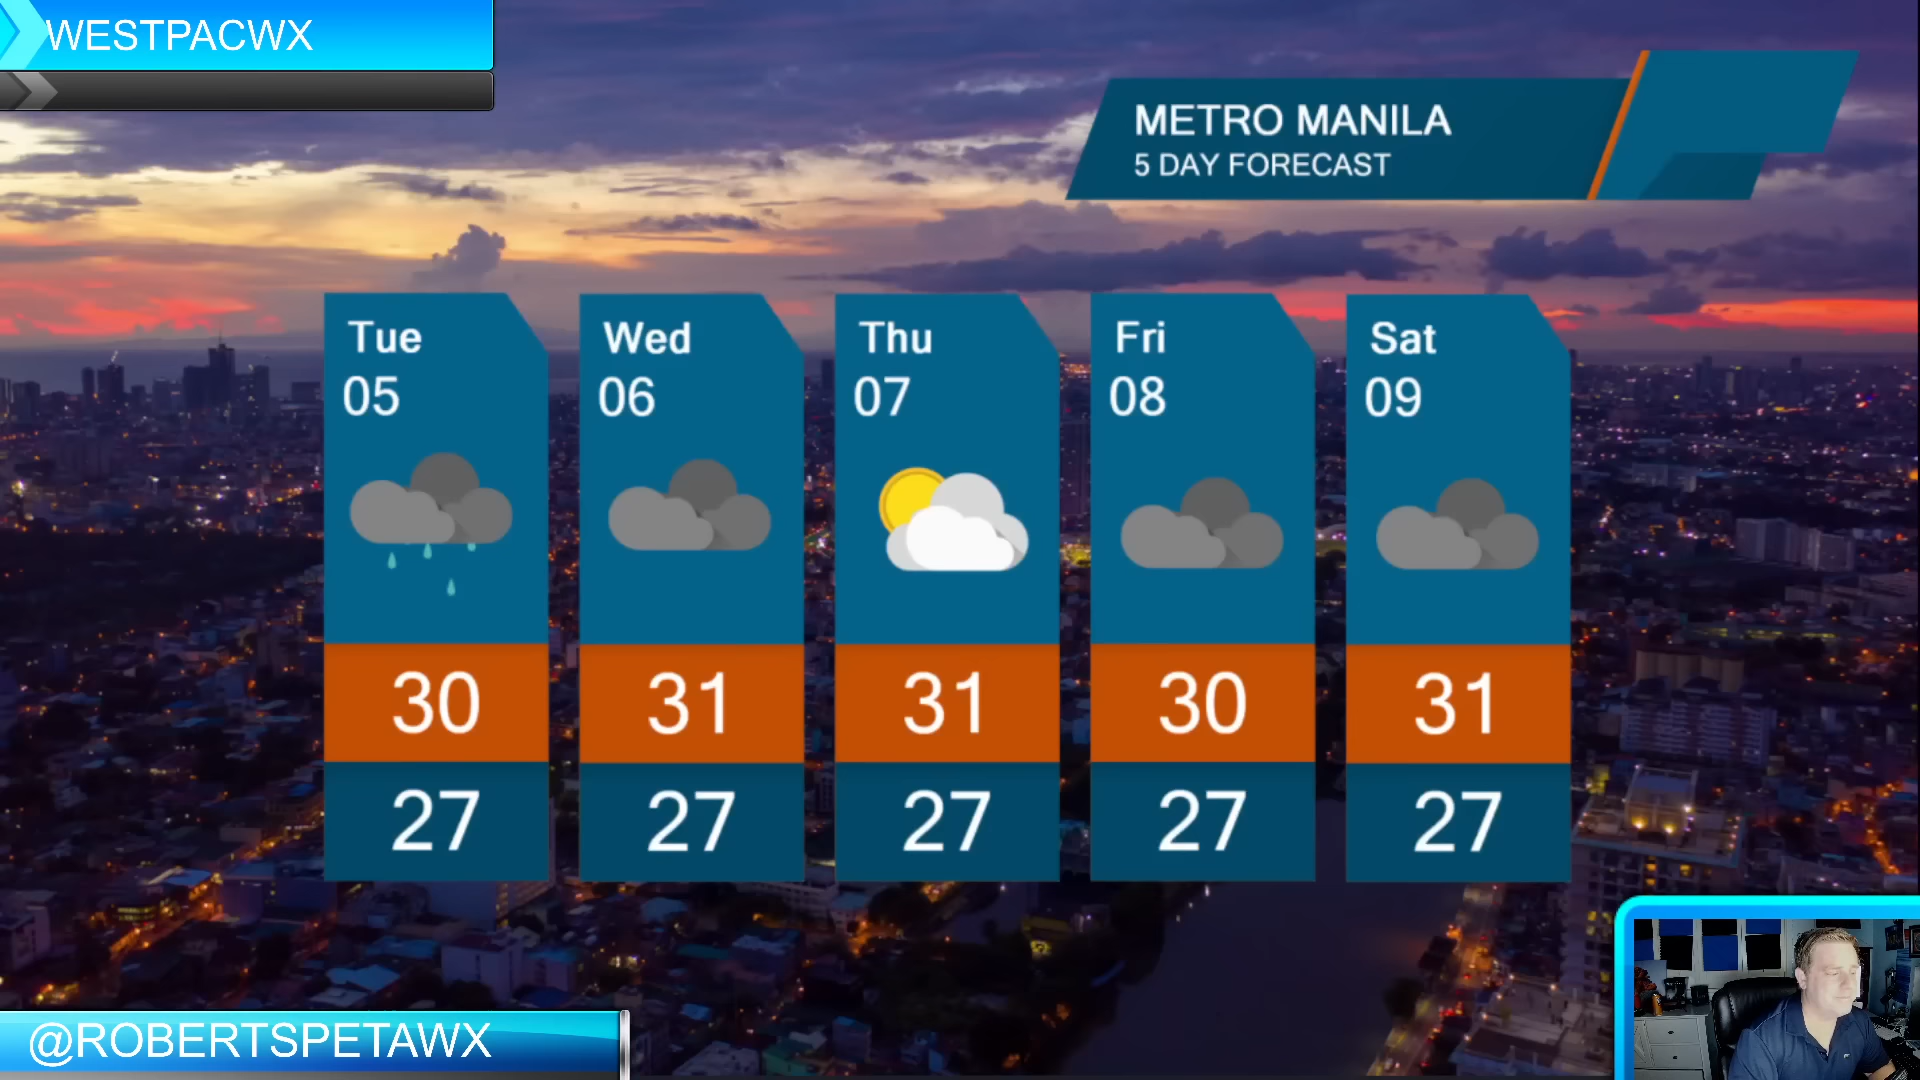 WESTPACWX
METRO MANILA
5 DAY FORECAST
Tue
05
30
27
Wed
06
31
27
Thu
07
31
27
Fri
08
30
27
Sat
09
31
27
@ROBERTSPETAWX